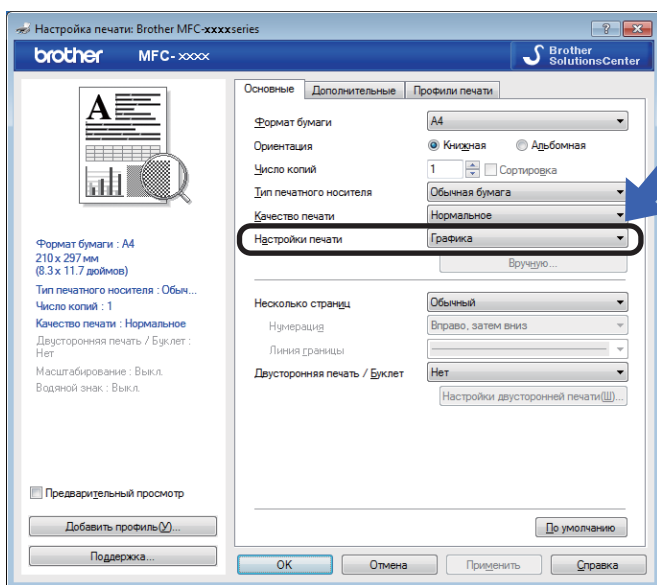 Настройка печати: Brother MFC-xxxxseries
brother MFC-xxxx
Brother
SolutionsCenter
Основные Дополнительные Профили печати
Формат бумаги A4
Ориентация Книжная Альбомная
Число копий 1 Сортировка
Тип печатного носителя Обычная бумага
Качество печати Нормальное
Настройки печати Графика
Вручную...
Несколько страниц Обычный
Нумерация Вправо, затем вниз
Линия границы
Двусторонняя печать / Буклет Нет
Настройки двусторонней печати(Ш)...
A
Формат бумаги : A4
210 x 297 мм
(8.3 x 11.7 дюймов)
Тип печатного носителя : Обыч...
Число копий : 1
Качество печати : Нормальное
Двусторонняя печать / Буклет :
Нет
Масштабирование : Выкл.
Водяной знак : Выкл.
Предварительный просмотр
Добавить профиль(У)...
Поддержка...
По умолчанию
OK Отмена Применить Справка